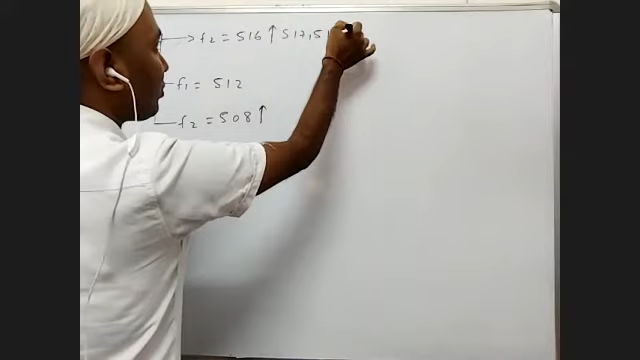 → f₂ = 516 ↑ 517, 51
f₁ = 512
f₂ = 508 ↑